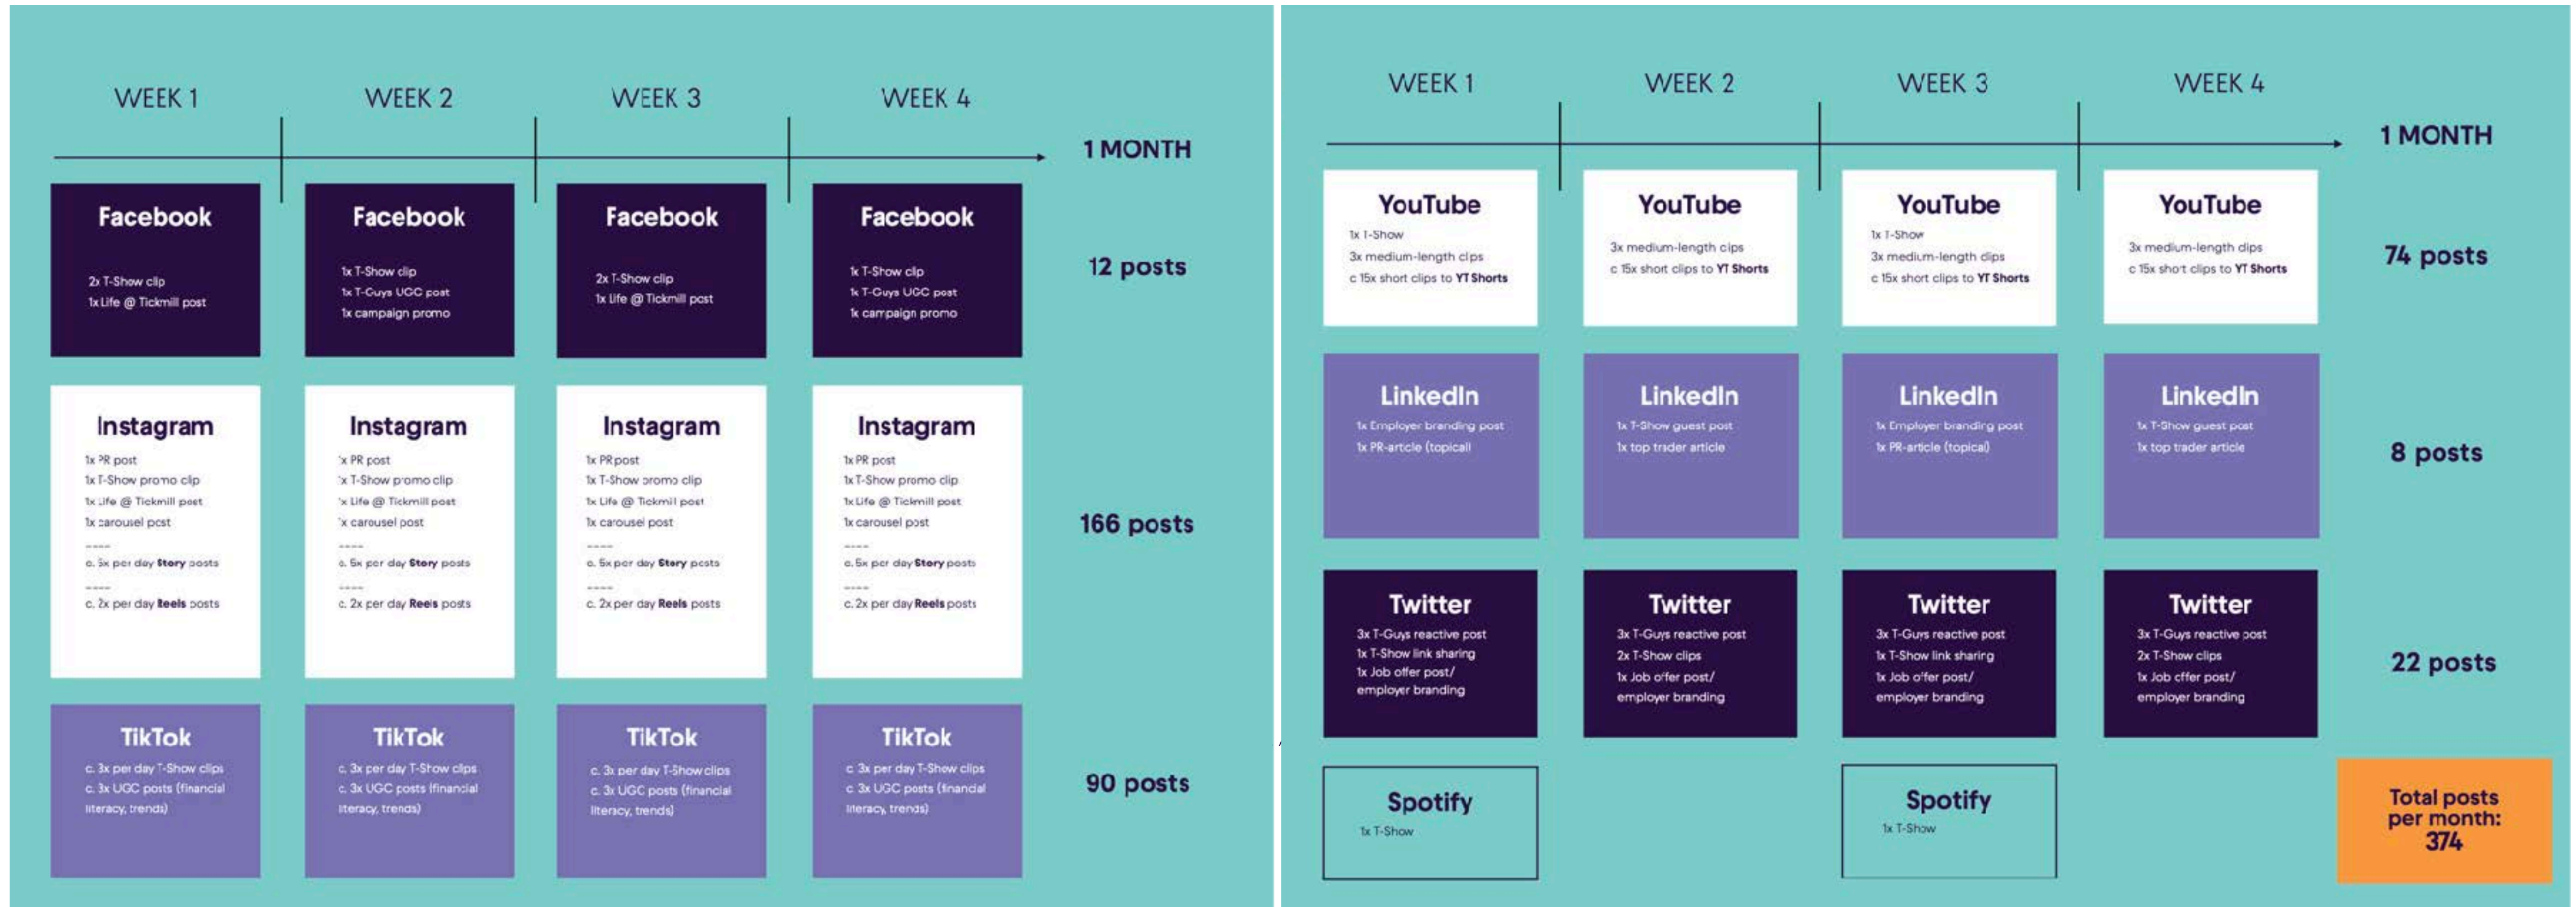 WEEK 1
WEEK 2
WEEK 3
WEEK 4
1 MONTH
Facebook
2x T-Show clip
1x Life @ Tickmill post
Facebook
1x T-Show clip
1x T-Guys UGC post
1x campaign promo
Facebook
2x T-Show clip
1x Life @ Tickmill post
Facebook
1x T-Show clip
1x T-Guys UGC post
1x campaign promo
12 posts
Instagram
1x PR post
1x T-Show promo clip
1x Life @ Tickmill post
1x carousel post
----
c. 5x per day Story posts
----
c. 2x per day Reels posts
Instagram
1x PR post
1x T-Show promo clip
1x Life @ Tickmill post
1x carousel post
----
c. 5x per day Story posts
----
c. 2x per day Reels posts
Instagram
1x PR post
1x T-Show promo clip
1x Life @ Tickmill post
1x carousel post
----
c. 5x per day Story posts
----
c. 2x per day Reels posts
Instagram
1x PR post
1x T-Show promo clip
1x Life @ Tickmill post
1x carousel post
----
c. 5x per day Story posts
----
c. 2x per day Reels posts
166 posts
TikTok
c. 3x per day T-Show clips
c. 3x UGC posts (financial
literacy, trends)
TikTok
c. 3x per day T-Show clips
c. 3x UGC posts (financial
literacy, trends)
TikTok
c. 3x per day T-Show clips
c. 3x UGC posts (financial
literacy, trends)
TikTok
c 3x per day T-Show clips
c 3x UGC posts (financial
literacy, trends)
90 posts
WEEK 1
WEEK 2
WEEK 3
WEEK 4
1 MONTH
YouTube
1x T-Show
3x medium-length clips
c 15x short clips to YT Shorts
YouTube
3x medium-length clips
c 15x short clips to YT Shorts
YouTube
1x T-Show
3x medium-length clips
c 15x short clips to YT Shorts
YouTube
3x medium-length clips
c 15x short clips to YT Shorts
74 posts
LinkedIn
1x Employer branding post
1x PR-article (topical)
LinkedIn
1x T-Show guest post
1x top trader article
LinkedIn
1x Employer branding post
1x PR-article (topical)
LinkedIn
1x T-Show guest post
1x top trader article
8 posts
Twitter
3x T-Guys reactive post
1x T-Show link sharing
1x Job offer post/
employer branding
Twitter
3x T-Guys reactive post
2x T-Show clips
1x Job offer post/
employer branding
Twitter
3x T-Guys reactive post
1x T-Show link sharing
1x Job offer post/
employer branding
Twitter
3x T-Guys reactive post
2x T-Show clips
1x Job offer post/
employer branding
22 posts
Spotify
1x T-Show
Spotify
1x T-Show
Total posts
per month:
374